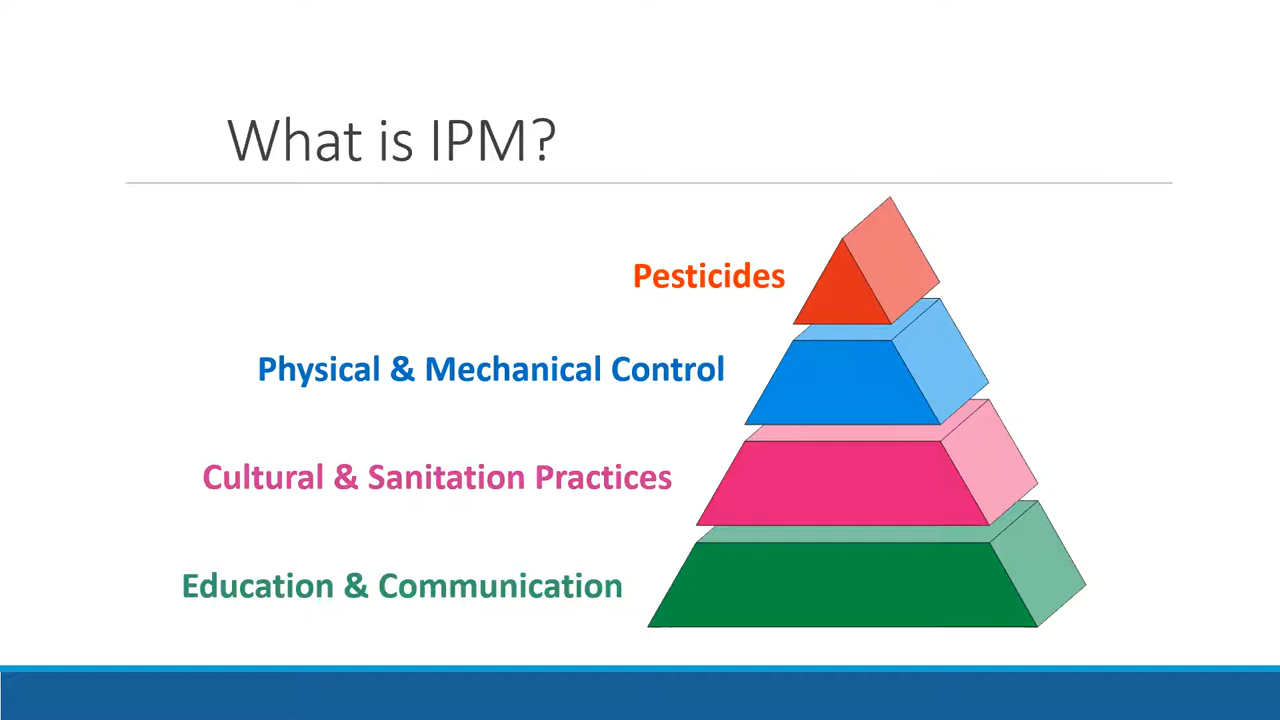 What is IPM?
Pesticides
Physical & Mechanical Control
Cultural & Sanitation Practices
Education & Communication